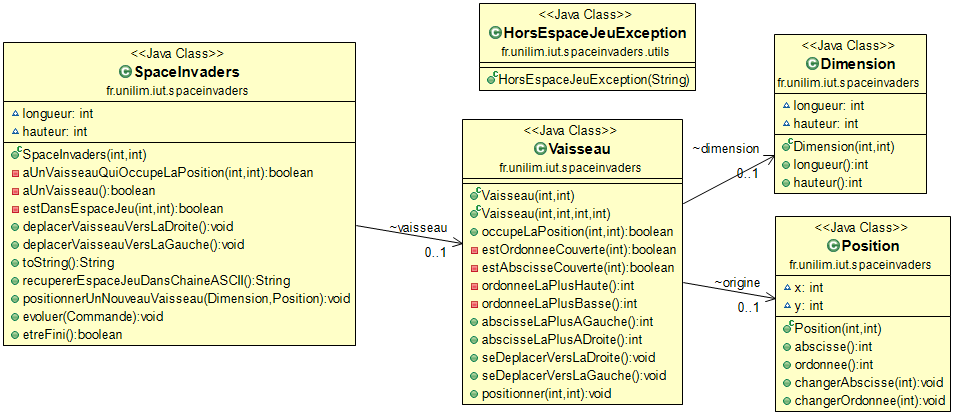 <<Java Class>>
SpaceInvaders
fr.unilim.iut.spaceinvaders
longueur: int
hauteur: int
SpaceInvaders(int,int)
aUnVaisseauQuiOccupeLaPosition(int,int):boolean
aUnVaisseau():boolean
estDansEspaceJeu(int,int):boolean
deplacerVaisseauVersLaDroite():void
deplacerVaisseauVersLaGauche():void
toString():String
recupererEspaceJeuDansChaineASCII():String
positionnerUnNouveauVaisseau(Dimension,Position):void
evoluer(Commande):void
etreFini():boolean
~vaisseau
0..1
<<Java Class>>
HorsEspaceJeuException
fr.unilim.iut.spaceinvaders.utils
HorsEspaceJeuException(String)
<<Java Class>>
Vaisseau
fr.unilim.iut.spaceinvaders
Vaisseau(int,int)
Vaisseau(int,int,int,int)
occupeLaPosition(int,int):boolean
estOrdonneeCouverte(int):boolean
estAbscisseCouverte(int):boolean
ordonneeLaPlusHaute():int
ordonneeLaPlusBasse():int
abscisseLaPlusAGauche():int
abscisseLaPlusADroite():int
seDeplacerVersLaDroite():void
seDeplacerVersLaGauche():void
positionner(int,int):void
~dimension
0..1
~origine
0..1
<<Java Class>>
Dimension
fr.unilim.iut.spaceinvaders
longueur: int
hauteur: int
Dimension(int,int)
longueur():int
hauteur():int
<<Java Class>>
Position
fr.unilim.iut.spaceinvaders
x: int
y: int
Position(int,int)
abscisse():int
ordonnee():int
changerAbscisse(int):void
changerOrdonnee(int):void